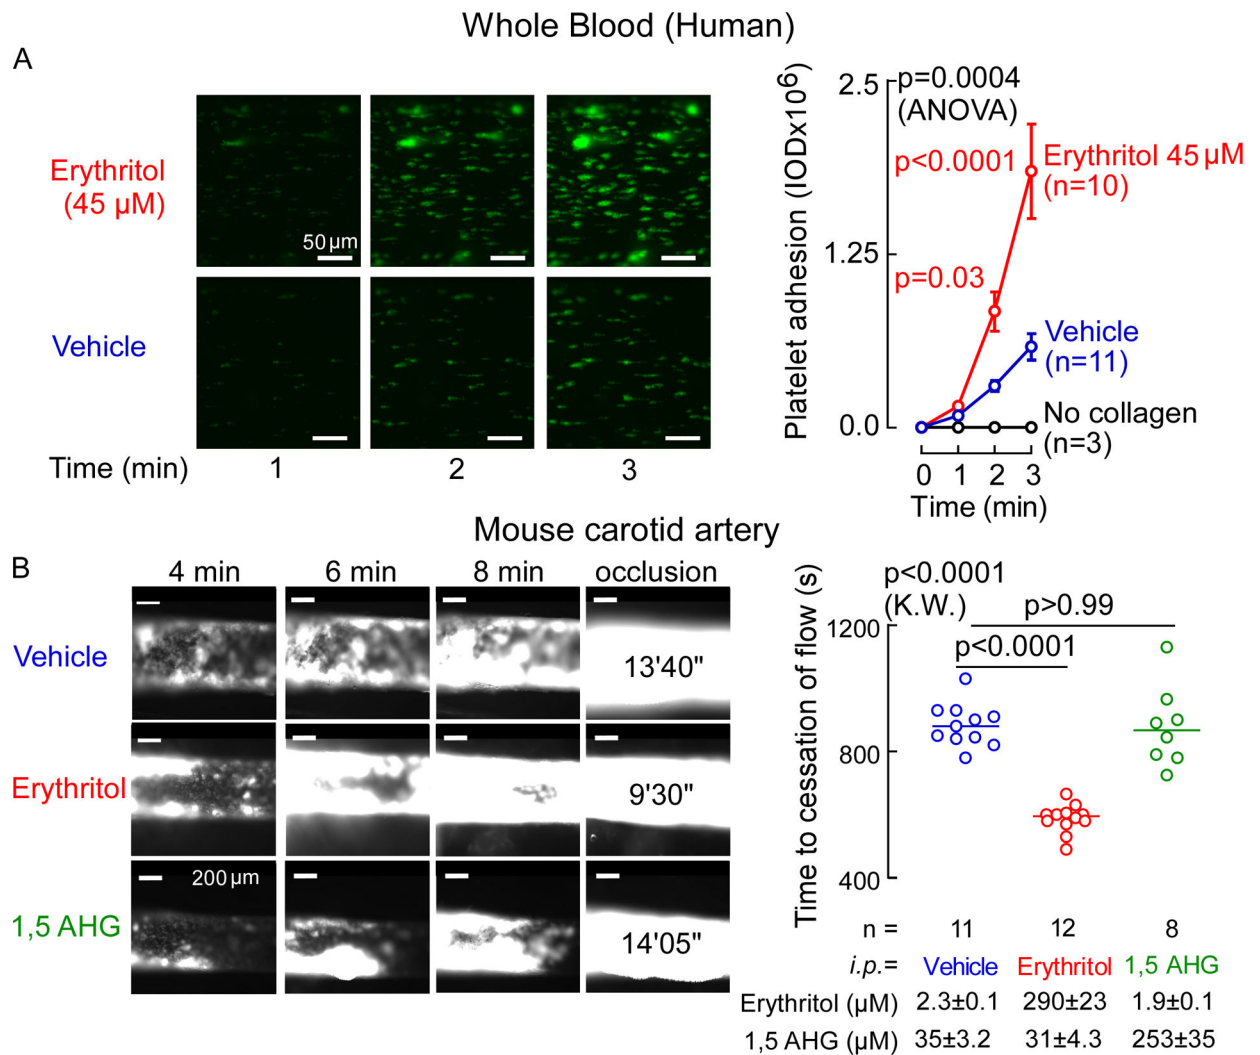 Whole Blood (Human)
A
Erythritol
(45 µM)
50 µm
Vehicle
Time (min)
1
2
3
Platelet adhesion (IODx10⁶)
2.5
1.25
0.0
p=0.0004
(ANOVA)
p<0.0001
p=0.03
Erythritol 45 µM
(n=10)
Vehicle
(n=11)
No collagen
(n=3)
0 1 2 3
Time (min)
Mouse carotid artery
B
4 min 6 min 8 min occlusion
Vehicle
13'40"
Erythritol
9'30"
1,5 AHG
200 µm
14'05"
Time to cessation of flow (s)
p<0.0001
(K.W.)
p>0.99
p<0.0001
1200
800
400
n = 11 12 8
i.p.= Vehicle Erythritol 1,5 AHG
Erythritol (µM) 2.3±0.1 290±23 1.9±0.1
1,5 AHG (µM) 35±3.2 31±4.3 253±35